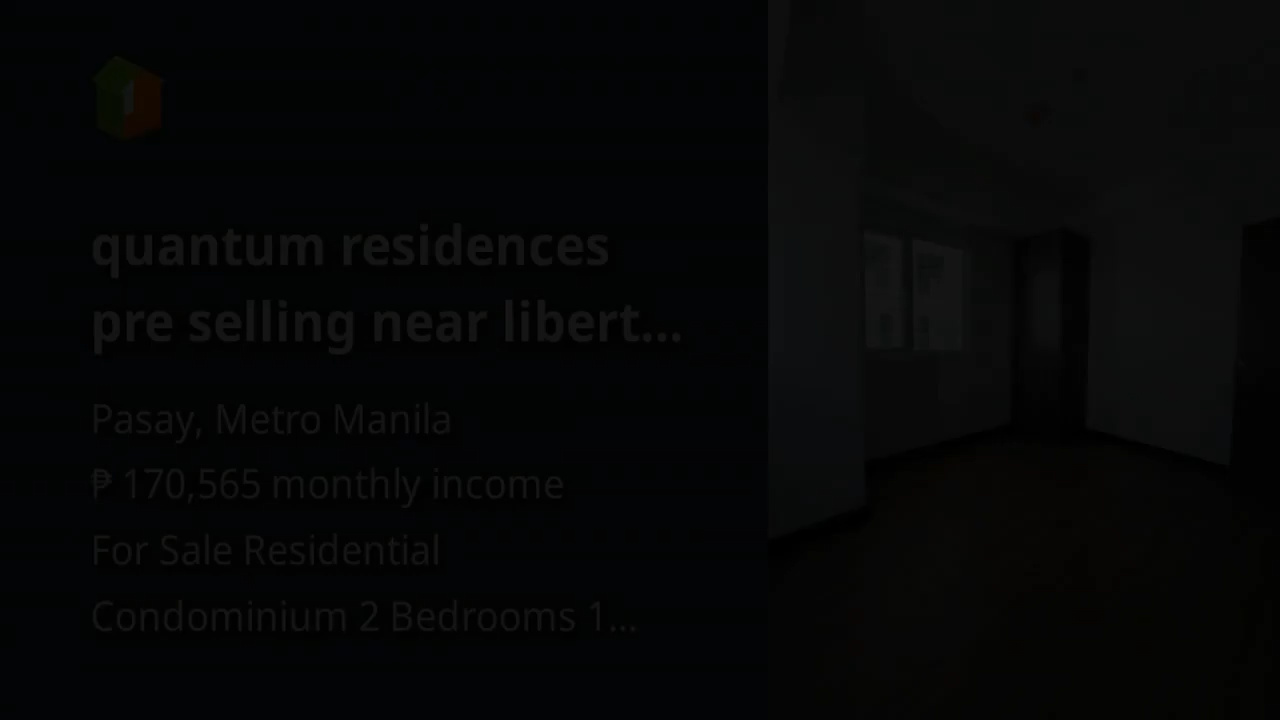 quantum residences
pre selling near libert...
Pasay, Metro Manila
₱ 170,565 monthly income
For Sale Residential
Condominium 2 Bedrooms 1...